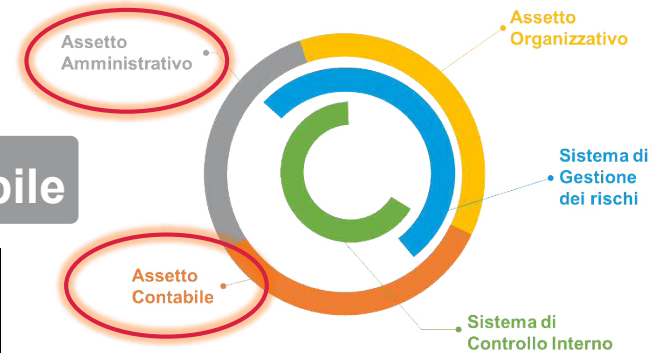 Assetto
Organizzativo
Assetto
Amministrativo
Sistema di
Gestione
dei rischi
bile
Assetto
Contabile
Sistema di
Controllo Interno